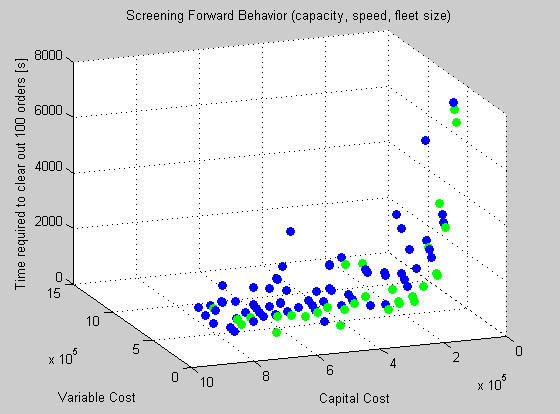 Screening Forward Behavior (capacity, speed, fleet size)
Time required to clear out 100 orders [s]
8000
6000
4000
2000
0
15
10
5
0
x 10^5
Variable Cost
10
8
6
4
2
0
x 10^5
Capital Cost